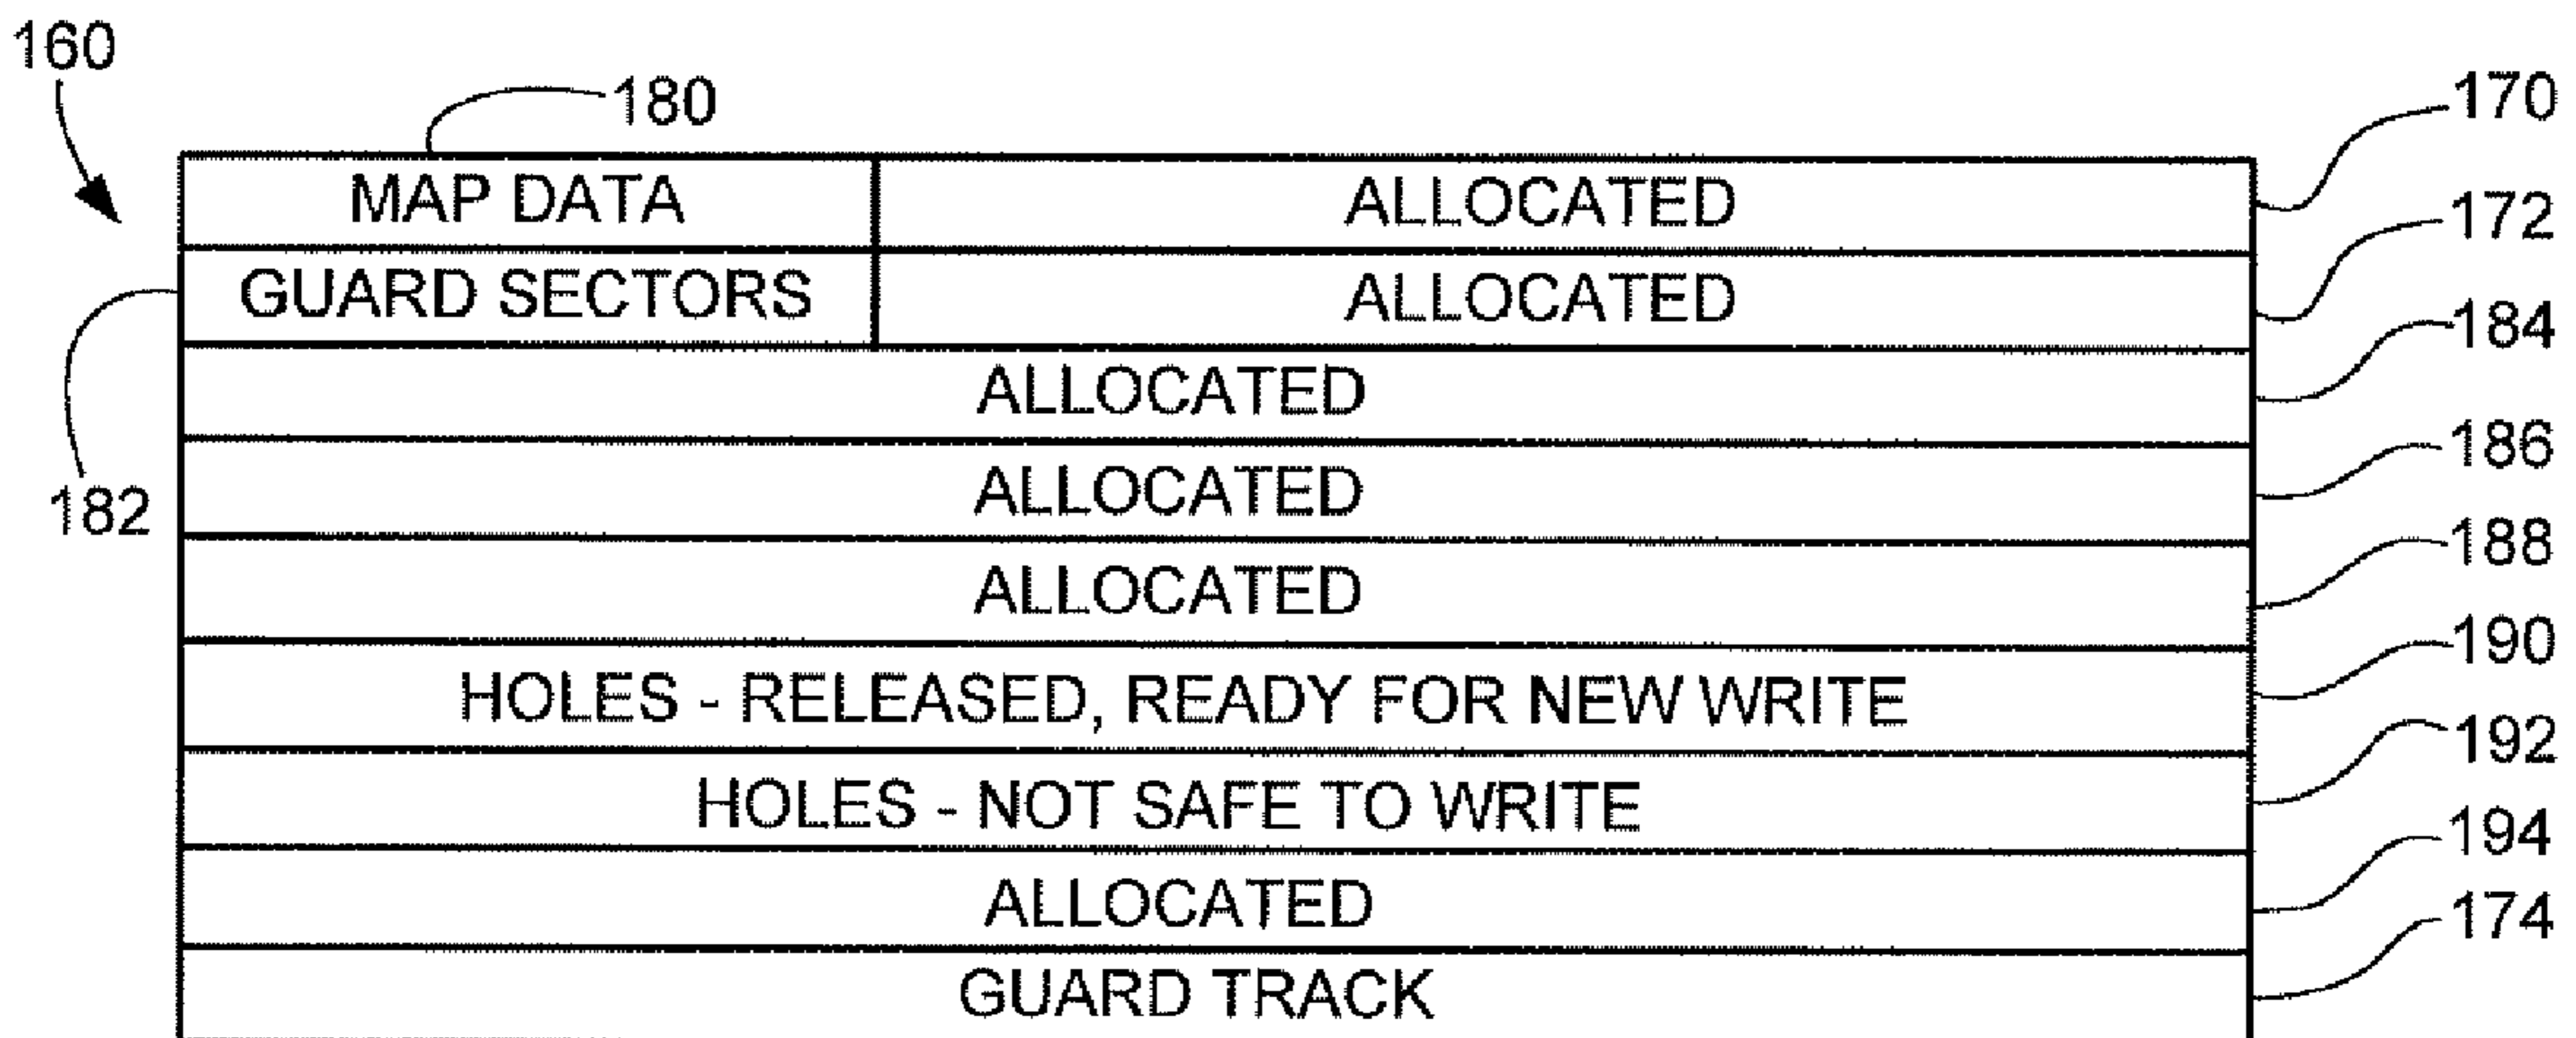 160
180
170
MAP DATA ALLOCATED
172
GUARD SECTORS ALLOCATED
184
ALLOCATED
186
ALLOCATED
182
188
ALLOCATED
190
HOLES - RELEASED, READY FOR NEW WRITE
192
HOLES - NOT SAFE TO WRITE
194
ALLOCATED
174
GUARD TRACK